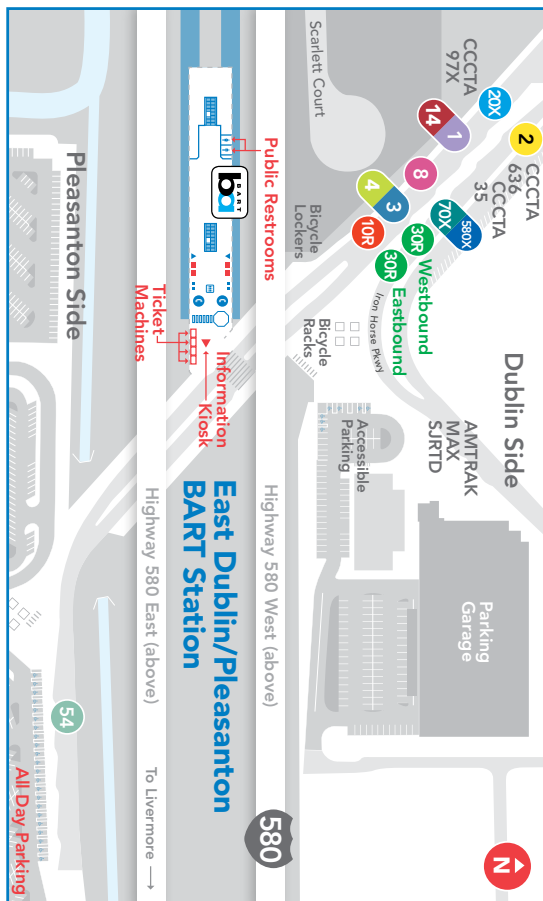 CCCTA
97X
20X
2
CCCTA
636
CCCTA
35
14
1
8
4
3
10R
70X
580X
30R
Westbound
30R
Eastbound
Iron Horse Pkwy
Scarlett Court
Bicycle
Lockers
Bicycle
Racks
Dublin Side
AMTRAK
MAX
SJRTD
Accessible
Parking
Parking
Garage
N
Public Restrooms
BART
ba
Information
Kiosk
Ticket
Machines
Highway 580 West (above)
580
East Dublin/Pleasanton
BART Station
Highway 580 East (above)
To Livermore →
Pleasanton Side
54
All Day Parking